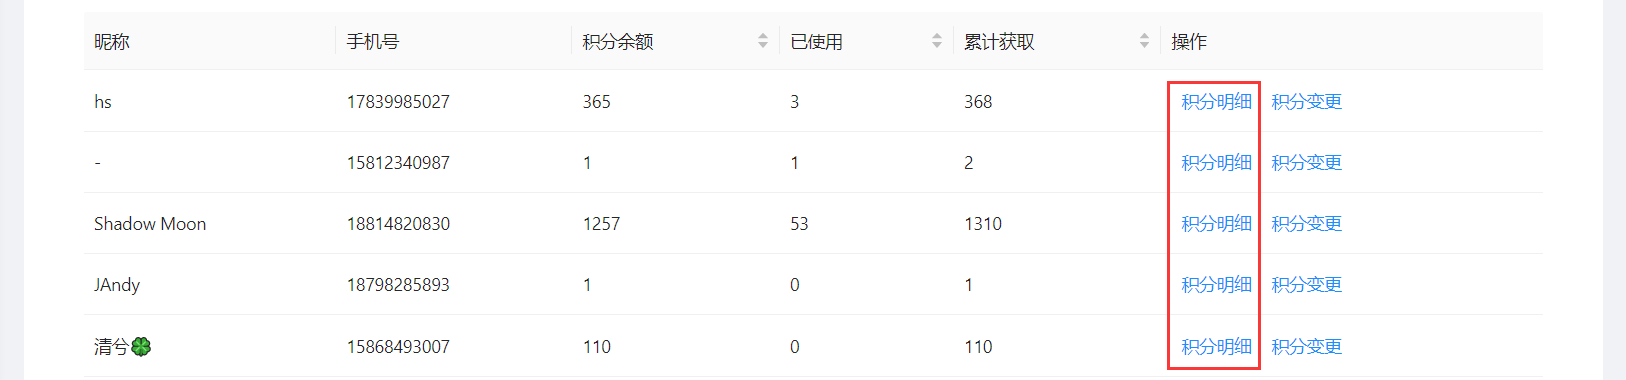 昵称 手机号 积分余额 已使用 累计获取 操作
hs 17839985027 365 3 368 积分明细 积分变更
- 15812340987 1 1 2 积分明细 积分变更
Shadow Moon 18814820830 1257 53 1310 积分明细 积分变更
JAndy 18798285893 1 0 1 积分明细 积分变更
清兮🍀 15868493007 110 0 110 积分明细 积分变更